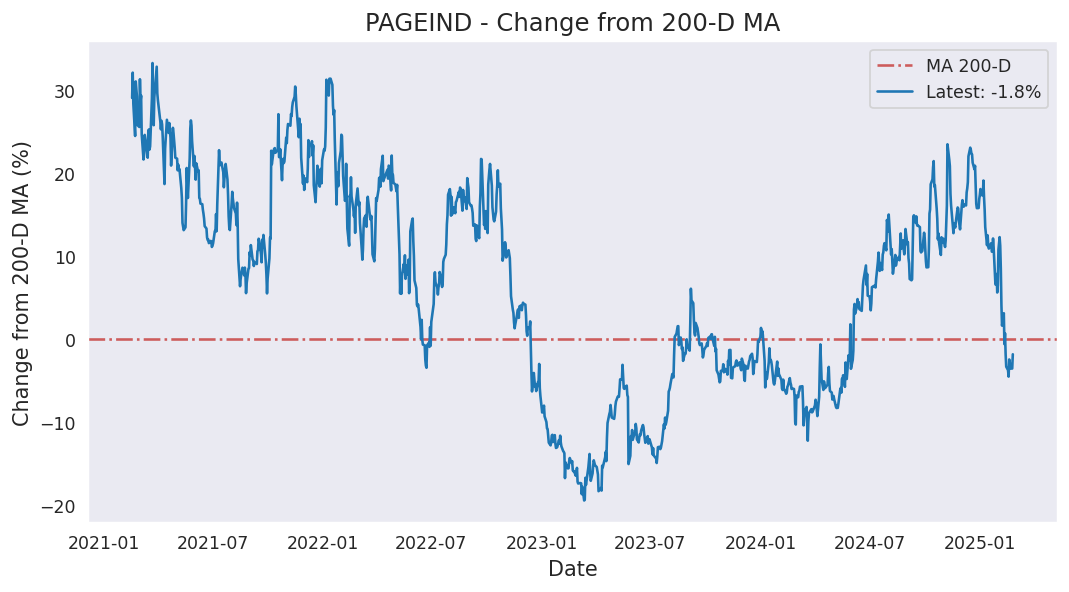 PAGEIND - Change from 200-D MA
MA 200-D
Latest: -1.8%
Change from 200-D MA (%)
30
20
10
0
−10
−20
2021-01 2021-07 2022-01 2022-07 2023-01 2023-07 2024-01 2024-07 2025-01
Date